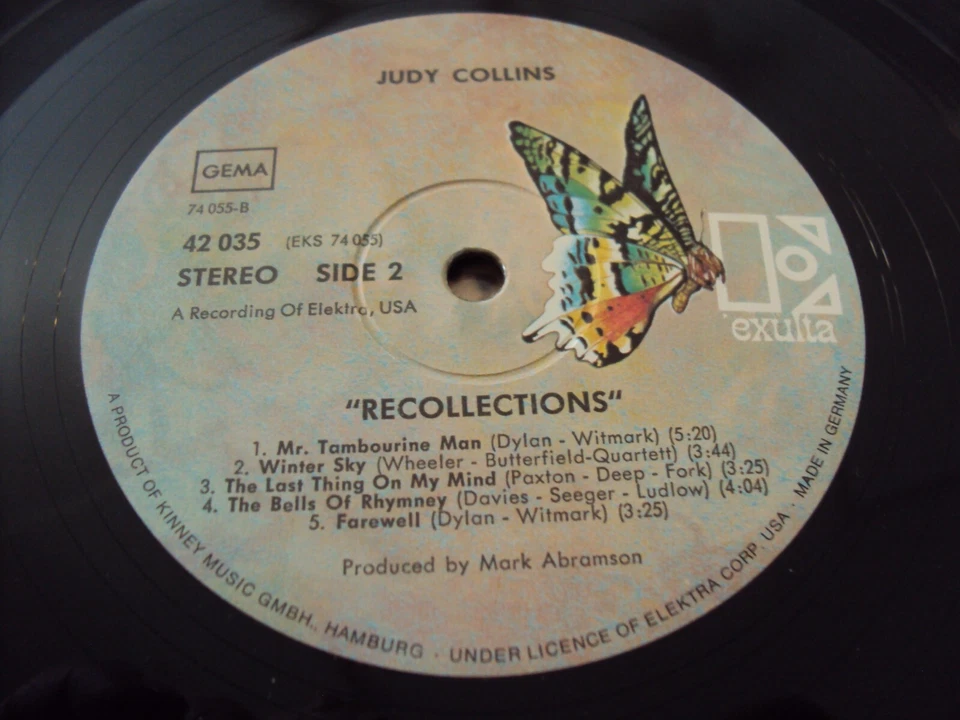 JUDY COLLINS
GEMA
74 055-B
42 035 (EKS 74 055)
STEREO SIDE 2
A Recording Of Elektra, USA
exulta
"RECOLLECTIONS"
1. Mr. Tambourine Man (Dylan - Witmark) (5:20)
2. Winter Sky (Wheeler - Butterfield-Quartett) (3:44)
3. The Last Thing On My Mind (Paxton - Deep - Fork) (3:25)
4. The Bells Of Rhymney (Davies - Seeger - Ludlow) (4:04)
5. Farewell (Dylan - Witmark) (3:25)
Produced by Mark Abramson
A PRODUCT OF KINNEY MUSIC GMBH., HAMBURG · UNDER LICENCE OF ELEKTRA CORP. USA · MADE IN GERMANY